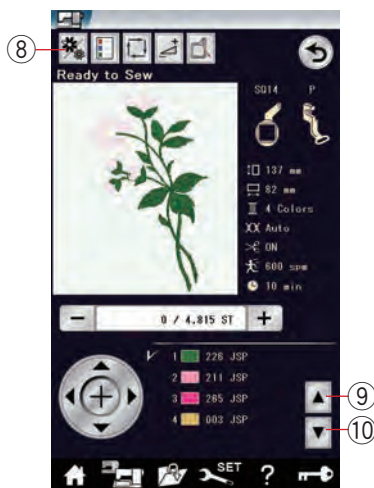 ⑧
Ready to Sew
SQ14 P
137 mm
82 mm
4 Colors
Auto
ON
600 spm
10 min
− 0 / 4,815 ST +
1 226 JSP
2 211 JSP
3 265 JSP
4 003 JSP
⑨
⑩
SET
?